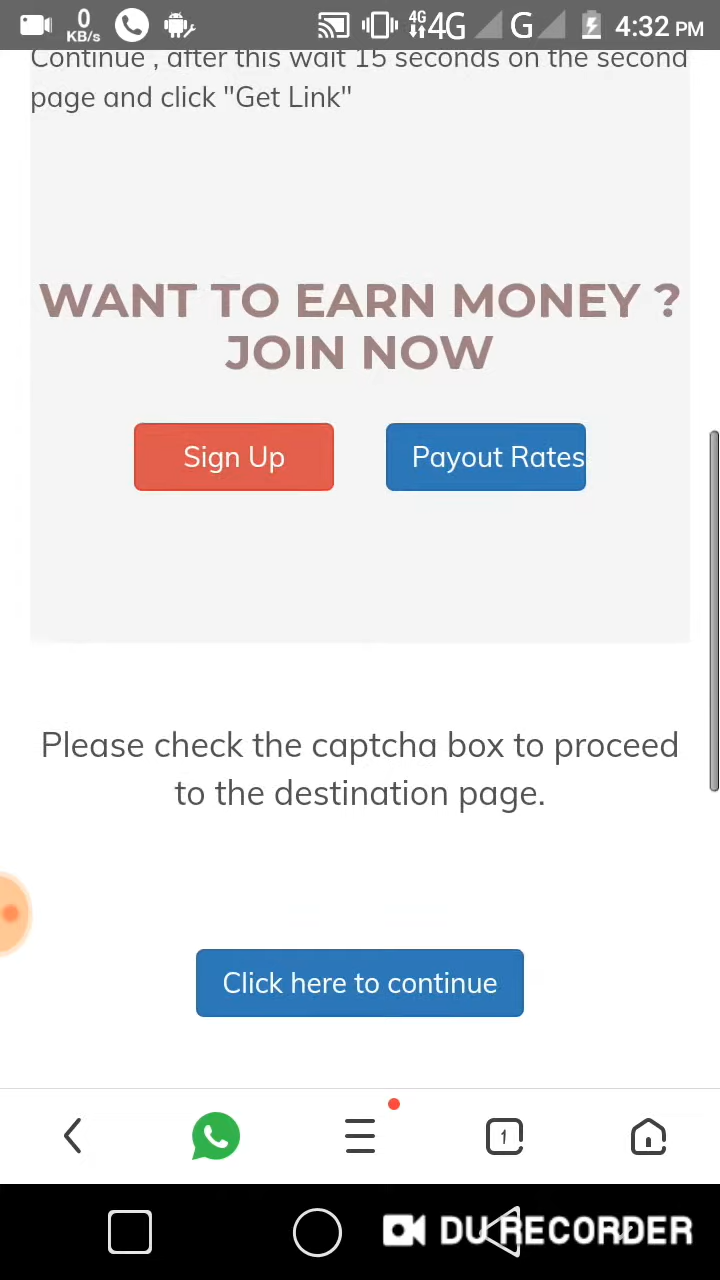 0
KB/s
4G
4G
G
4:32 PM
Continue , after this wait 15 seconds on the second
page and click "Get Link"
WANT TO EARN MONEY ?
JOIN NOW
Sign Up
Payout Rates
Please check the captcha box to proceed
to the destination page.
Click here to continue
1
DU RECORDER